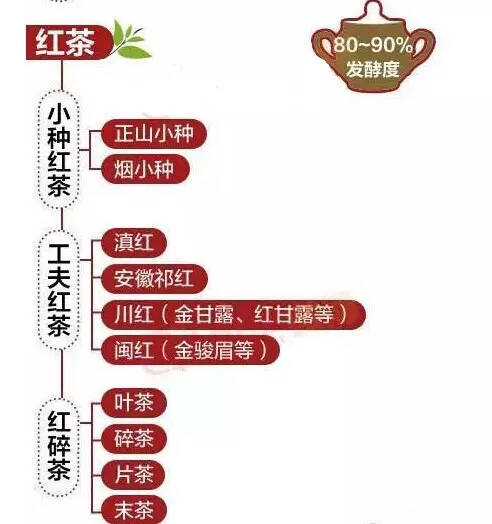 红茶
80~90%
发酵度
小种红茶
正山小种
烟小种
工夫红茶
滇红
安徽祁红
川红（金甘露、红甘露等）
闽红（金骏眉等）
红碎茶
叶茶
碎茶
片茶
末茶